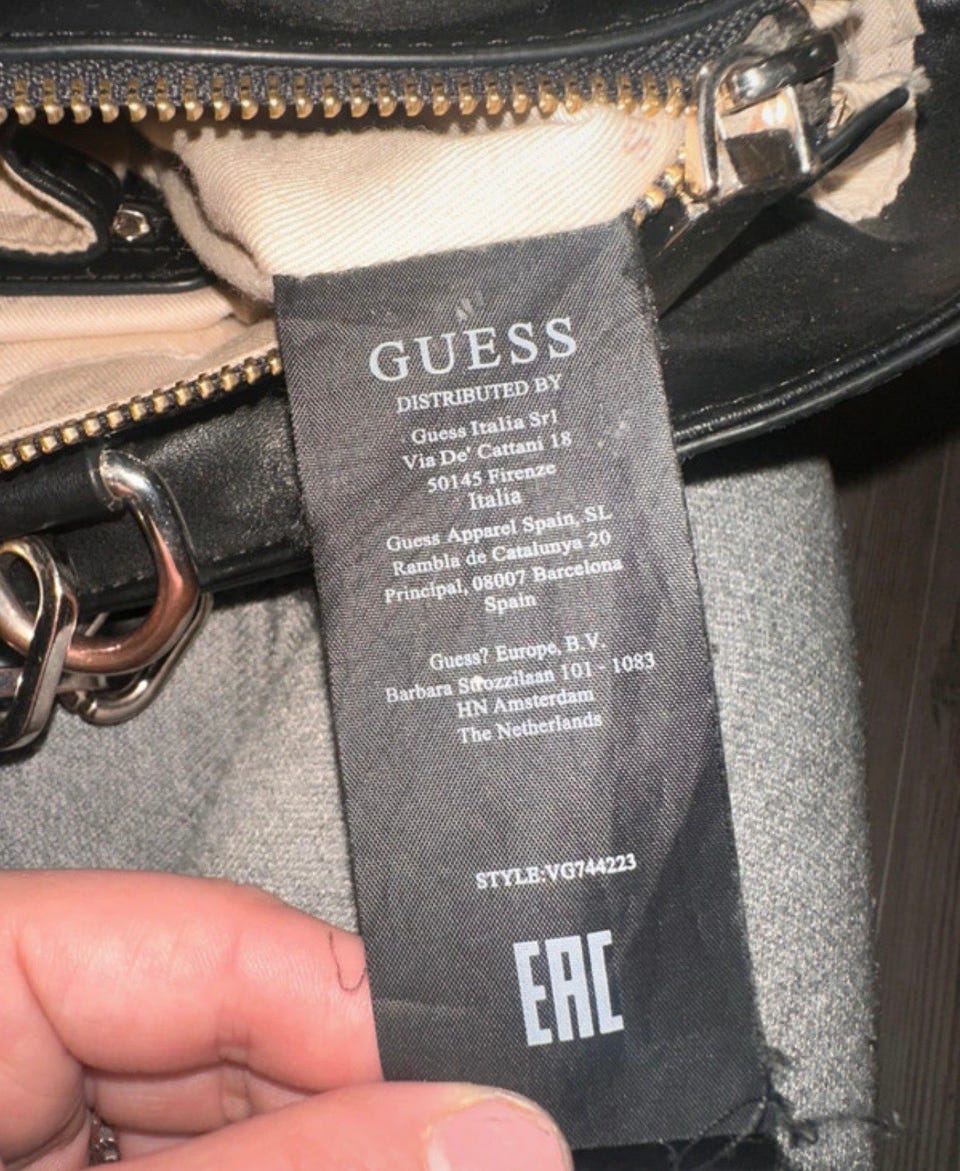 GUESS
DISTRIBUTED BY
Guess Italia Srl
Via De' Cattani 18
50145 Firenze
Italia
Guess Apparel Spain, SL
Rambla de Catalunya 20
Principal, 08007 Barcelona
Spain
Guess? Europe, B.V.
Barbara Strozzilaan 101 - 1083
HN Amsterdam
The Netherlands
STYLE:VG744223
EAC